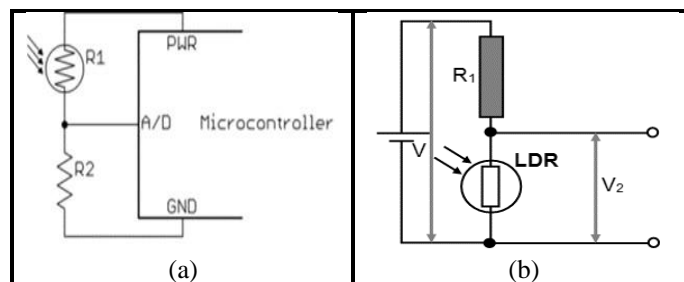 R1
PWR
A/D Microcontroller
R2
GND
(a)
R1
V
LDR
V2
(b)